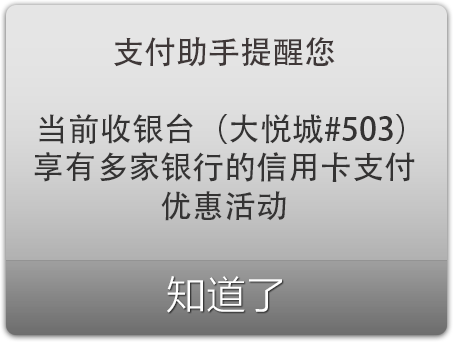 支付助手提醒您
当前收银台（大悦城#503）
享有多家银行的信用卡支付
优惠活动
知道了